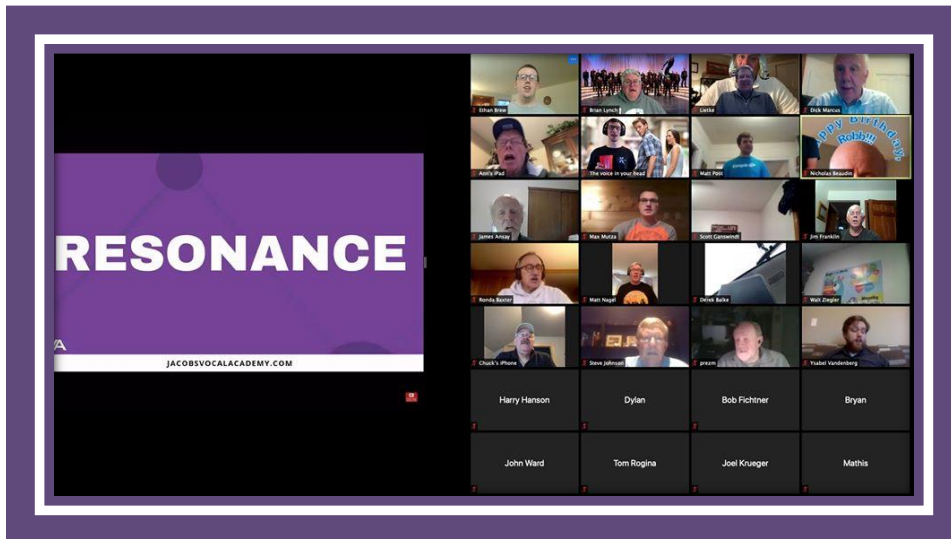 RESONANCE
JACOBSVOCALACADEMY.COM
Ethan Brew
Brian Lynch
Lietke
Dick Marcus
Ann's iPad
The voice in your head
Matt Pott
Happy Birthday,
Robb!!!
Nicholas Beaudin
James Ansay
Max Mutza
Scott Ganswindt
Jim Franklin
Ronda Baxter
Matt Nagel
Derek Balke
Walt Ziegler
Chuck's iPhone
Steve Johnson
prezm
Ysabel Vandenberg
Harry Hanson
Dylan
Bob Fichtner
Bryan
John Ward
Tom Rogina
Joel Krueger
Mathis